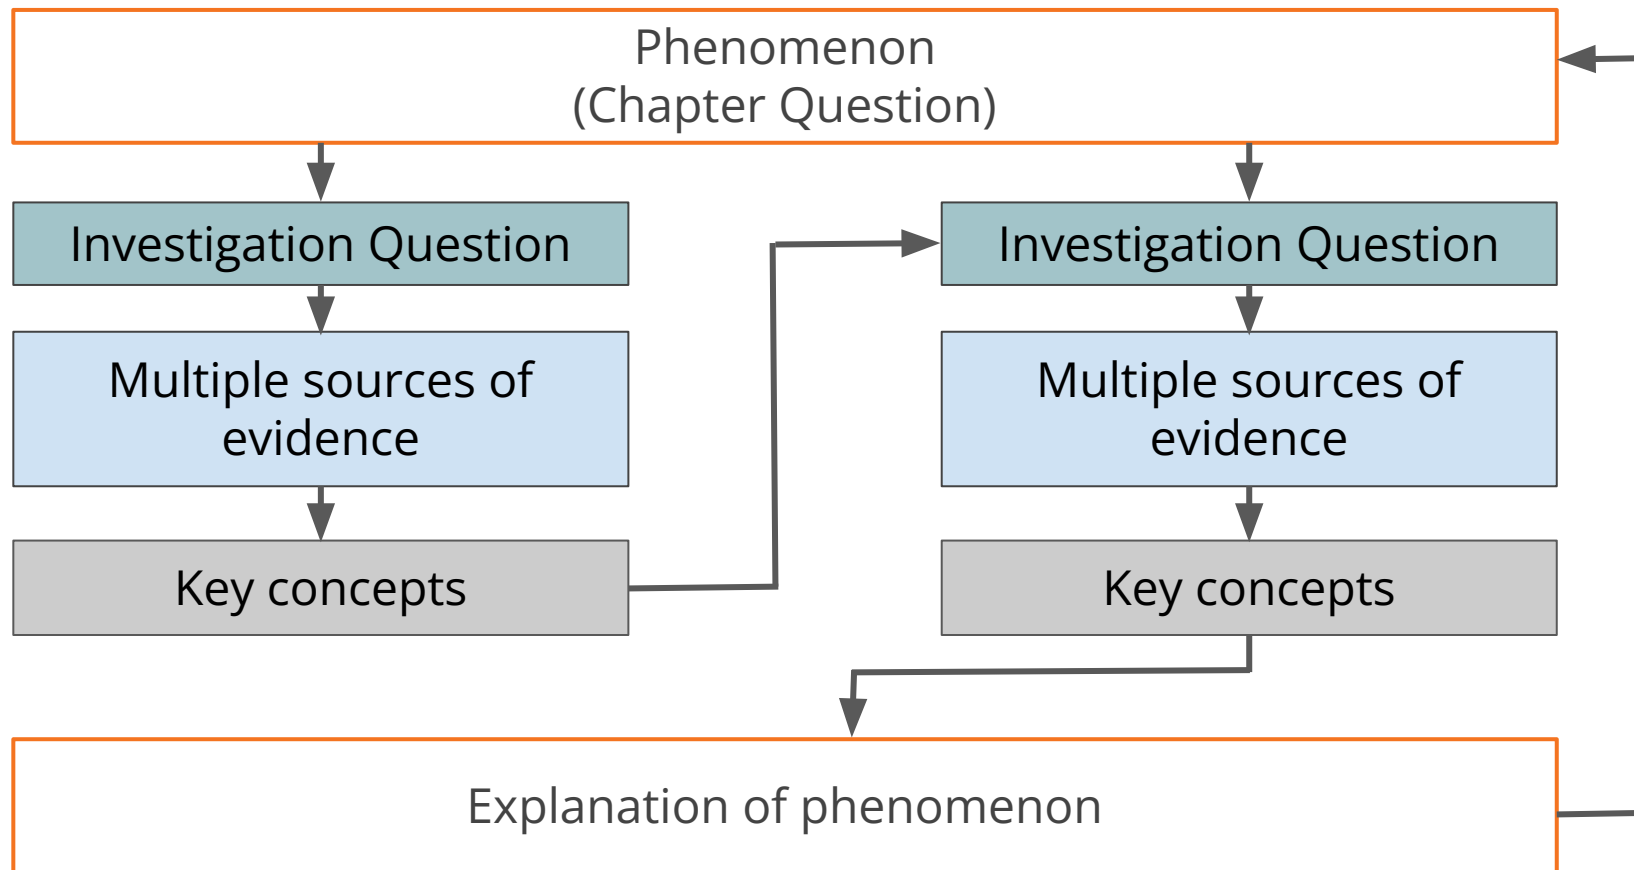 Phenomenon
(Chapter Question)
Investigation Question
Multiple sources of
evidence
Key concepts
Investigation Question
Multiple sources of
evidence
Key concepts
Explanation of phenomenon